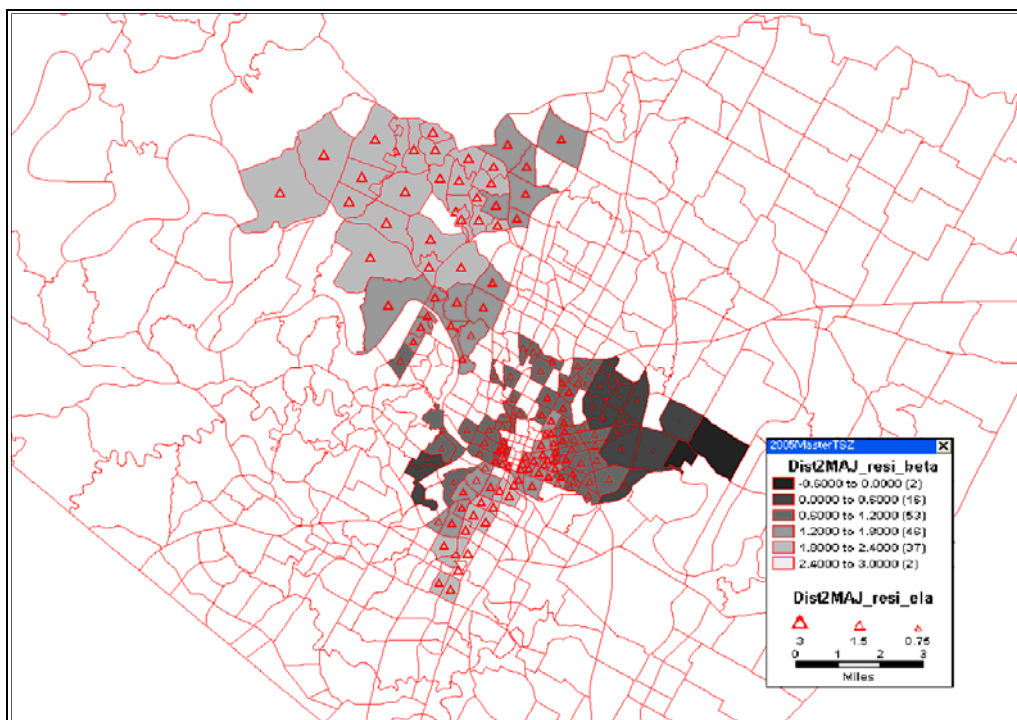 2005MasterTSZ
Dist2MAJ_resi_beta
-0.6000 to 0.0000 (2)
0.0000 to 0.6000 (16)
0.6000 to 1.2000 (53)
1.2000 to 1.8000 (46)
1.8000 to 2.4000 (37)
2.4000 to 3.0000 (2)
Dist2MAJ_resi_ela
3 1.5 0.75
0 1 2 3
Miles